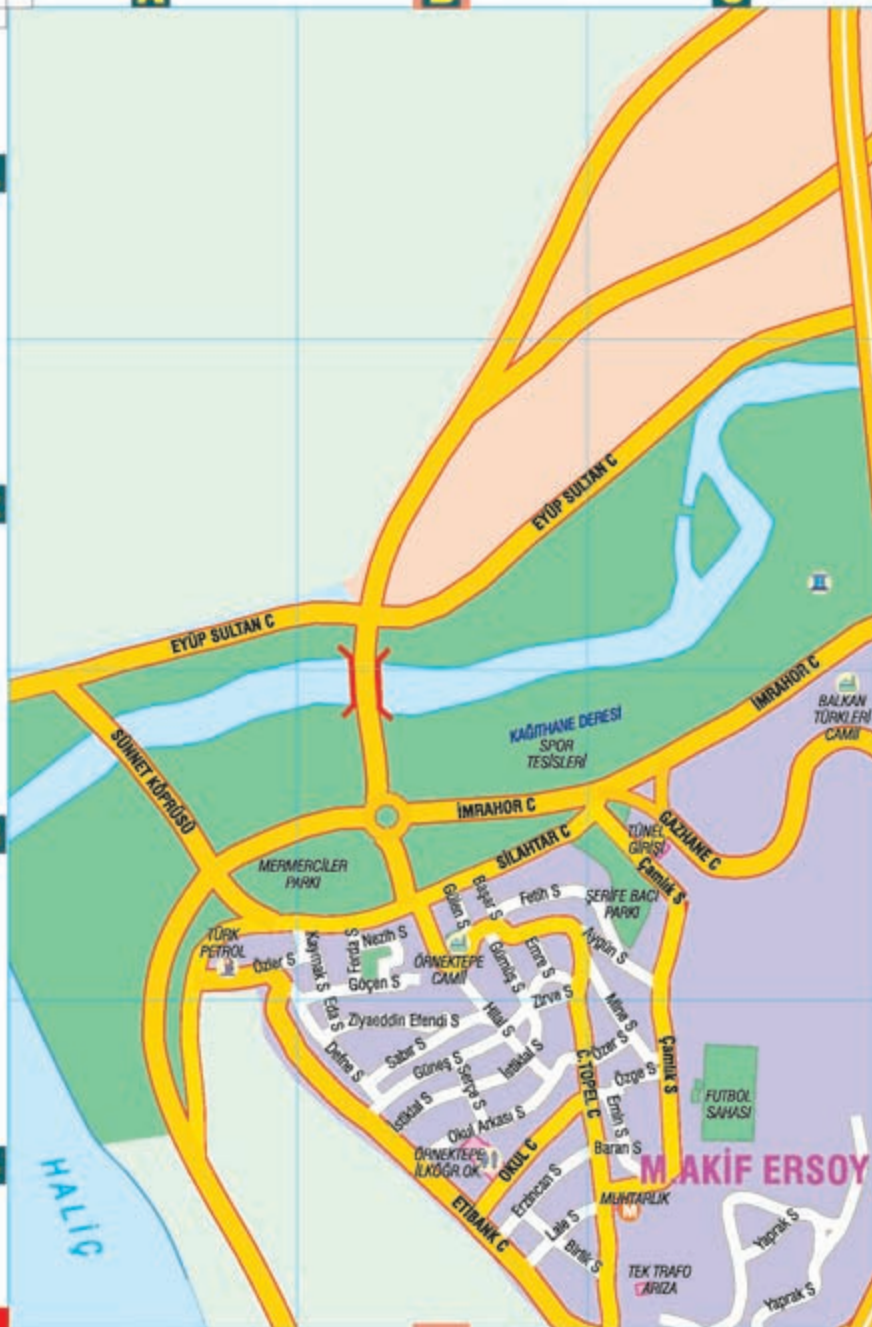 EYÜP SULTAN C
EYÜP SULTAN C
SÜNNET KÖPRÜSÜ
KAĞITHANE DERESİ
SPOR
TESİSLERİ
İMRAHOR C
BALKAN
TÜRKLERİ
CAMİİ
İMRAHOR C
SİLAHTAR C
TÜNEL
GİRİŞİ
GAZHANE C
Çamlık S
MERMERCİLER
PARKI
ŞERİFE BACI
PARKI
Gülen S
Başar S
Fetih S
TÜRK
PETROL
Özler S
Kaymak S
Ferda S
Nezih S
Göçen S
ÖRNEKTEPE
CAMİİ
Gümüş S
Emre S
Aygün S
Eda S
Ziyaeddin Efendi S
Hilal S
Zirve S
Mine S
Defne S
Sabır S
Güneş S
Serçe S
İstiklal S
Özer S
C.TOPEL C
Çamlık S
Özge S
İstiklal S
Okul Arkası S
Emin S
FUTBOL
SAHASI
ÖRNEKTEPE
İLKÖĞR.OK
OKUL C
Baran S
M.AKİF ERSOY
HALİÇ
ETİBANK C
Erzincan S
MUHTARLIK
M
Lale S
Birlik S
Yaprak S
TEK TRAFO
ARIZA
Yaprak S